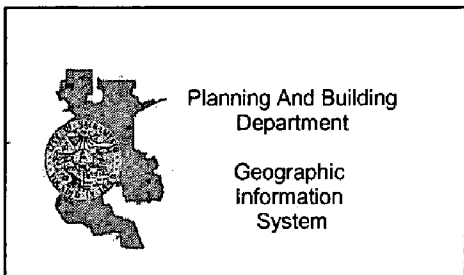 Planning And Building
Department
Geographic
Information
System